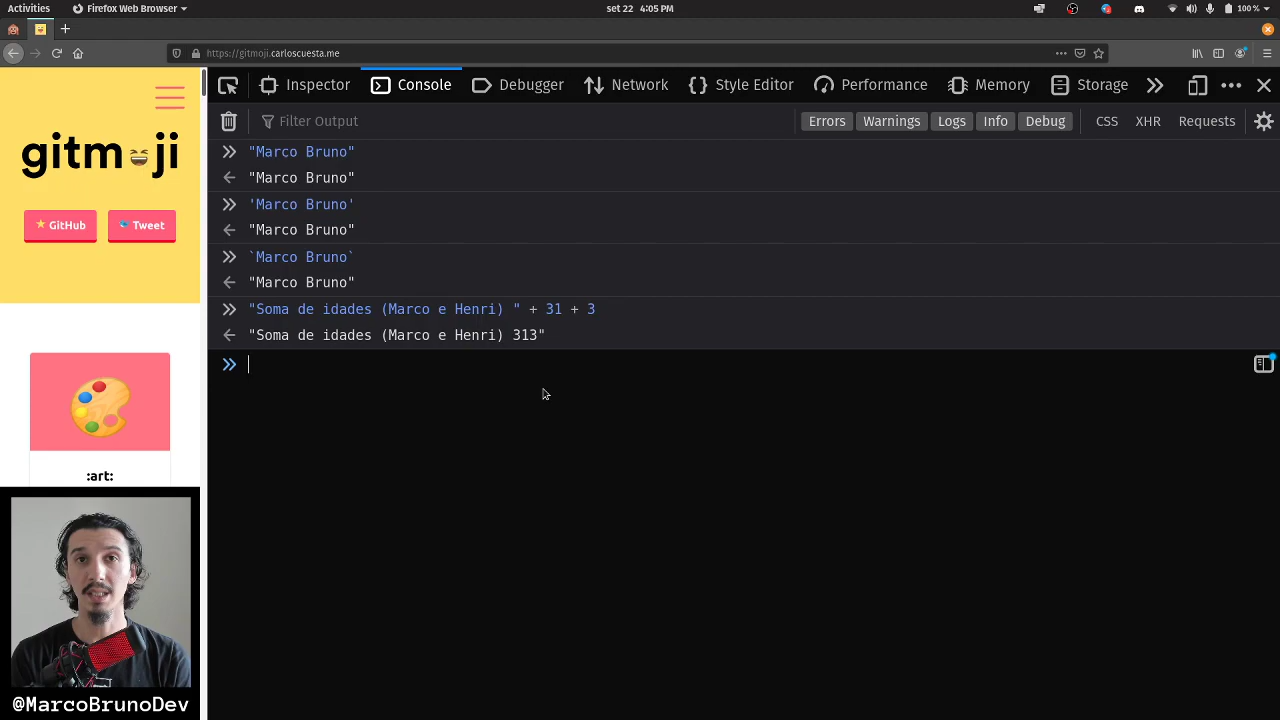 Activities
Firefox Web Browser
set 22 4:05 PM
100 %
https://gitmoji.carloscuesta.me
Inspector
Console
Debugger
Network
Style Editor
Performance
Memory
Storage
Filter Output
Errors
Warnings
Logs
Info
Debug
CSS
XHR
Requests
gitmoji
GitHub
Tweet
:art:
"Marco Bruno"
"Marco Bruno"
'Marco Bruno'
"Marco Bruno"
`Marco Bruno`
"Marco Bruno"
"Soma de idades (Marco e Henri) " + 31 + 3
"Soma de idades (Marco e Henri) 313"
@MarcoBrunoDev